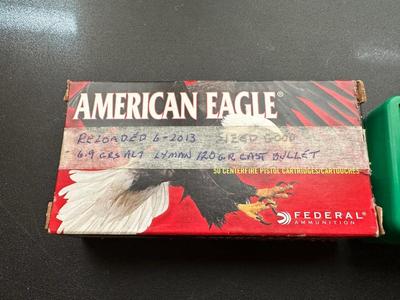 AMERICAN EAGLE®
RELOADED 6-2013 SIZED GOOD
6.9 GRS ALT LYMAN 120 GR CAST BULLET
50 CENTERFIRE PISTOL CARTRIDGES/CARTOUCHES
FEDERAL®
AMMUNITION